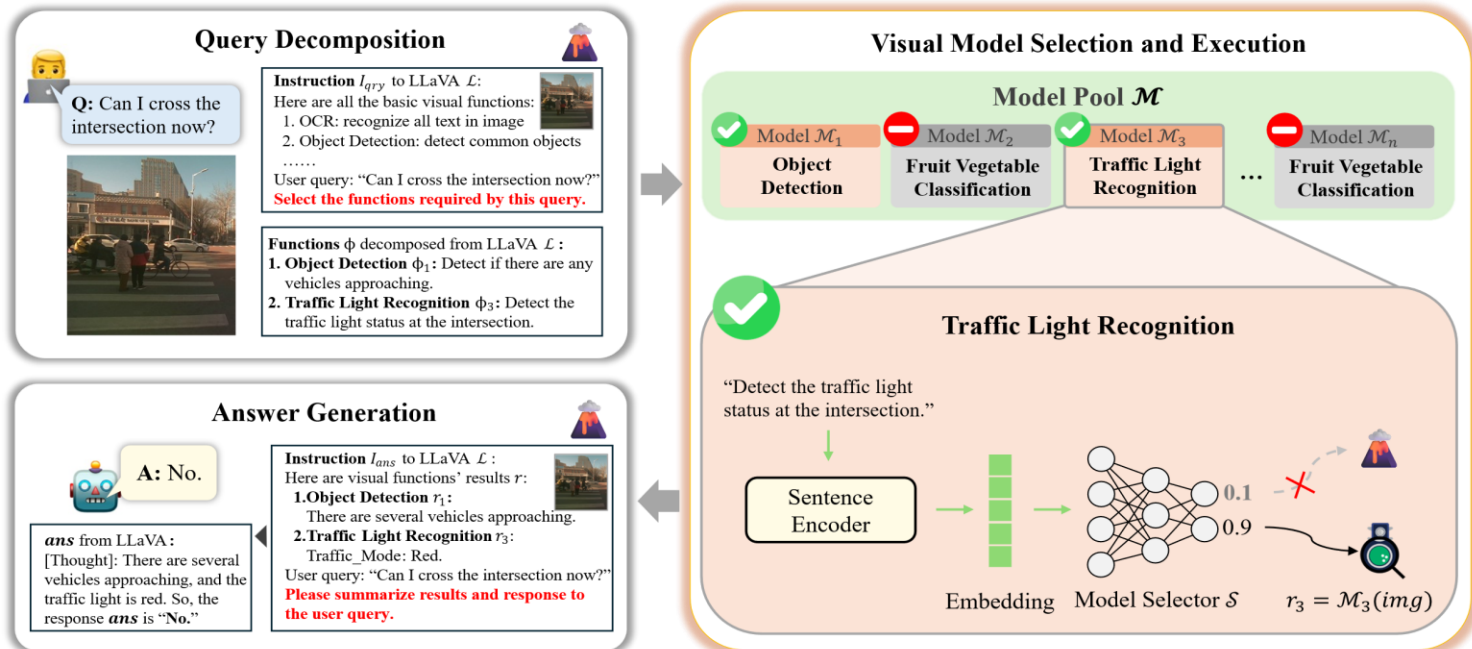 Query Decomposition
Q: Can I cross the
intersection now?
Instruction I_qry to LLaVA ℒ:
Here are all the basic visual functions:
1. OCR: recognize all text in image
2. Object Detection: detect common objects
......
User query: “Can I cross the intersection now?”
Select the functions required by this query.
Functions ϕ decomposed from LLaVA ℒ :
1. Object Detection ϕ₁: Detect if there are any
vehicles approaching.
2. Traffic Light Recognition ϕ₃: Detect the
traffic light status at the intersection.
Visual Model Selection and Execution
Model Pool ℳ
Model ℳ₁
Object
Detection
Model ℳ₂
Fruit Vegetable
Classification
Model ℳ₃
Traffic Light
Recognition
...
Model ℳₙ
Fruit Vegetable
Classification
Traffic Light Recognition
“Detect the traffic light
status at the intersection.”
Sentence
Encoder
Embedding
0.1
0.9
Model Selector 𝒮
r₃ = ℳ₃(img)
Answer Generation
A: No.
Instruction I_ans to LLaVA ℒ :
Here are visual functions’ results r:
1.Object Detection r₁:
There are several vehicles approaching.
2.Traffic Light Recognition r₃:
Traffic_Mode: Red.
User query: “Can I cross the intersection now?”
Please summarize results and response to
the user query.
ans from LLaVA :
[Thought]: There are several
vehicles approaching, and the
traffic light is red. So, the
response ans is “No.”